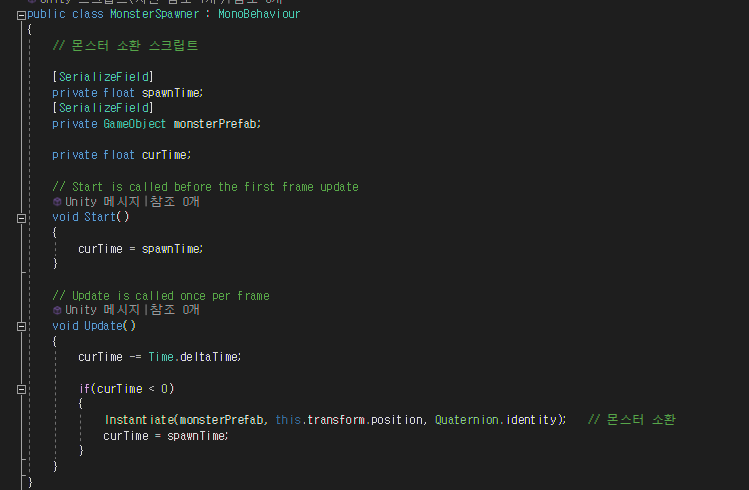 public class MonsterSpawner : MonoBehaviour
{
// 몬스터 소환 스크립트
[SerializeField]
private float spawnTime;
[SerializeField]
private GameObject monsterPrefab;
private float curTime;
// Start is called before the first frame update
Unity 메시지|참조 0개
void Start()
{
curTime = spawnTime;
}
// Update is called once per frame
Unity 메시지|참조 0개
void Update()
{
curTime -= Time.deltaTime;
if(curTime < 0)
{
Instantiate(monsterPrefab, this.transform.position, Quaternion.identity);   // 몬스터 소환
curTime = spawnTime;
}
}
}